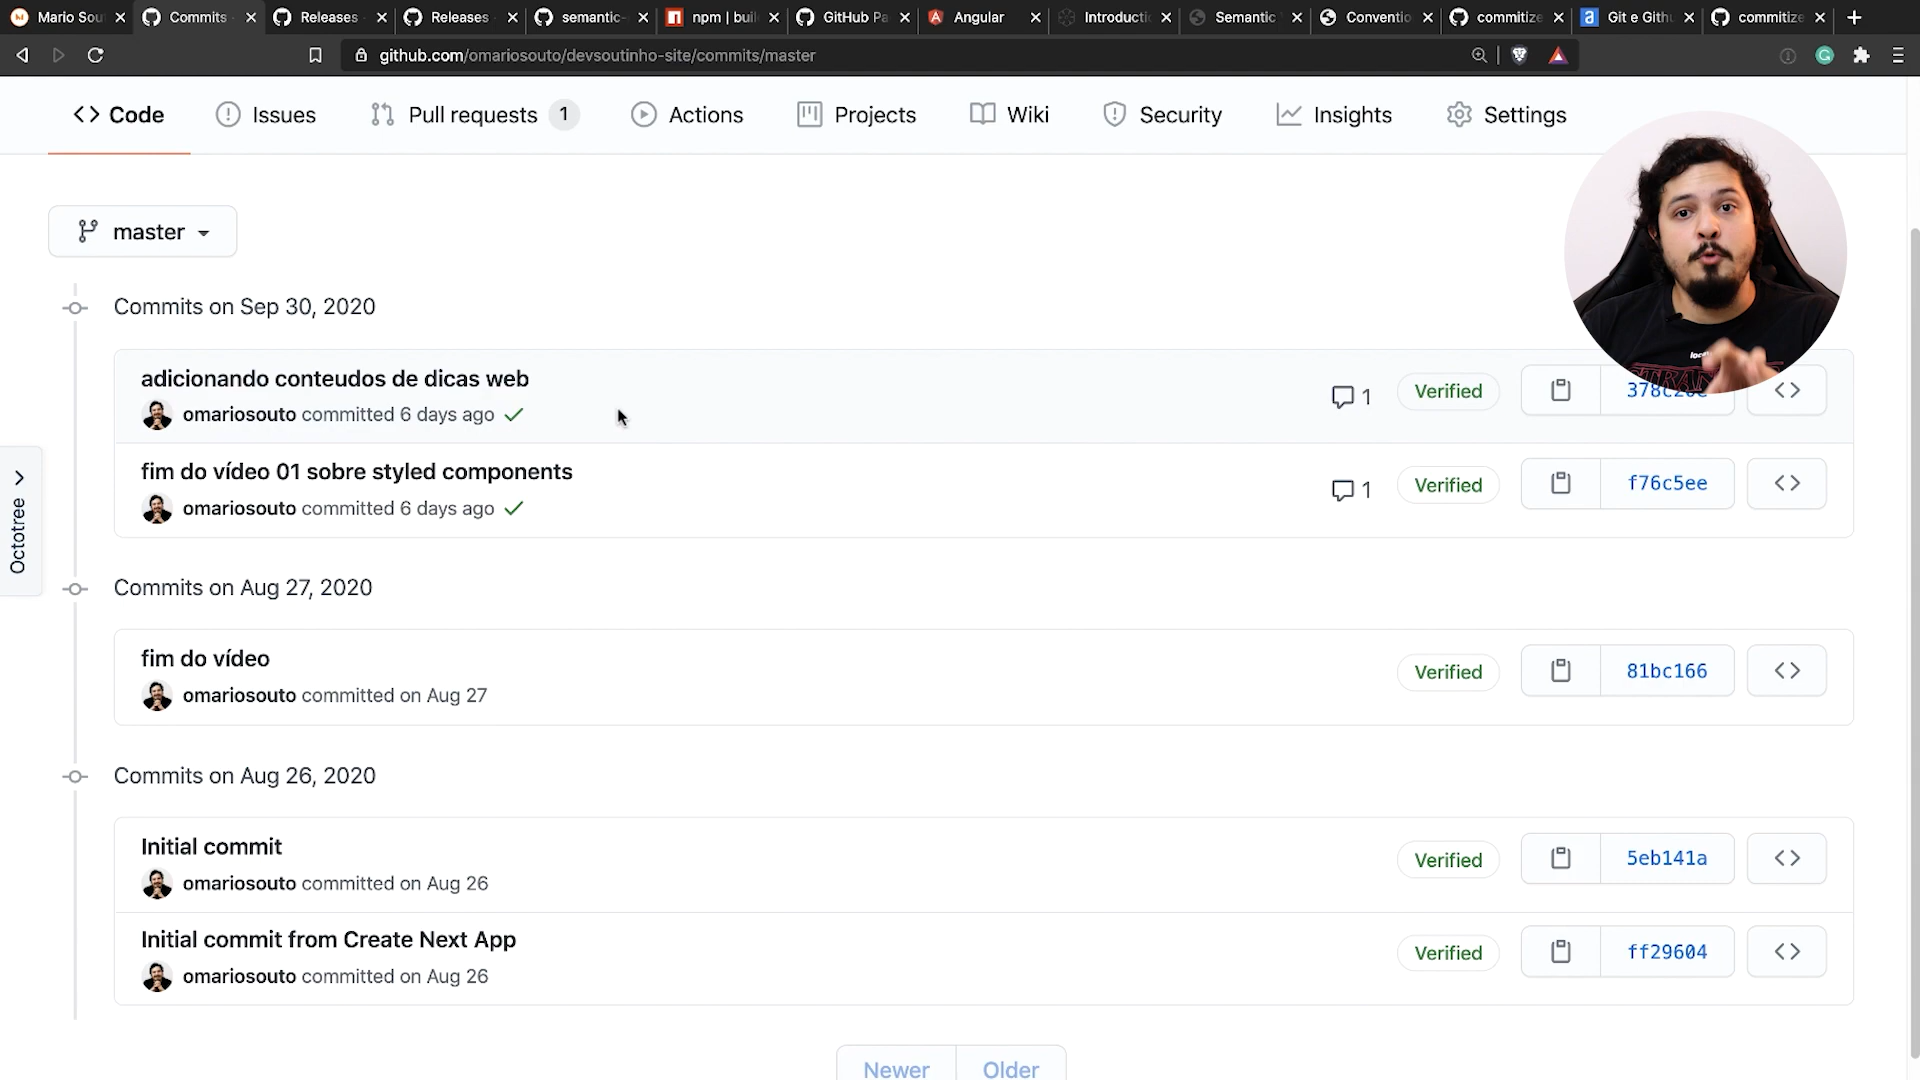 Mario Sou
Commits
Releases
Releases
semantic-
npm | buil
GitHub Pa
Angular
Introducti
Semantic
Conventio
commitize
Git e Gith
commitize
github.com/omariosouto/devsoutinho-site/commits/master
Code
Issues
Pull requests 1
Actions
Projects
Wiki
Security
Insights
Settings
master
Commits on Sep 30, 2020
adicionando conteudos de dicas web
omariosouto committed 6 days ago
1
Verified
fim do vídeo 01 sobre styled components
omariosouto committed 6 days ago
1
Verified
f76c5ee
Octotree
Commits on Aug 27, 2020
fim do vídeo
omariosouto committed on Aug 27
Verified
81bc166
Commits on Aug 26, 2020
Initial commit
omariosouto committed on Aug 26
Verified
5eb141a
Initial commit from Create Next App
omariosouto committed on Aug 26
Verified
ff29604
Newer
Older